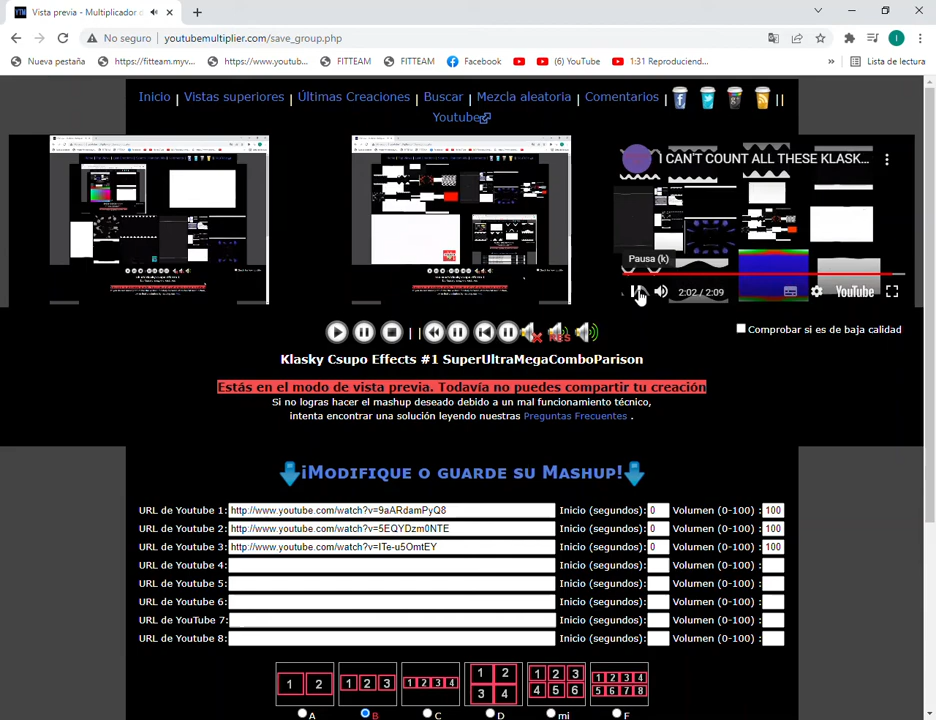 Vista previa - Multiplicador d
No seguro | youtubemultiplier.com/save_group.php
Nueva pestaña https://fitteam.myv... https://www.youtub... FITTEAM FITTEAM Facebook (6) YouTube 1:31 Reproduciend... » Lista de lectura
Inicio | Vistas superiores | Últimas Creaciones | Buscar | Mezcla aleatoria | Comentarios | ||
Youtube
I CAN'T COUNT ALL THESE KLASK...
Pausa (k)
2:02 / 2:09 YouTube
Comprobar si es de baja calidad
Klasky Csupo Effects #1 SuperUltraMegaComboParison
Estás en el modo de vista previa. Todavía no puedes compartir tu creación
Si no logras hacer el mashup deseado debido a un mal funcionamiento técnico,
intenta encontrar una solución leyendo nuestras Preguntas Frecuentes .
¡Modifique o guarde su Mashup!
URL de Youtube 1: http://www.youtube.com/watch?v=9aARdamPyQ8 Inicio (segundos): 0 Volumen (0-100) : 100
URL de Youtube 2: http://www.youtube.com/watch?v=5EQYDzm0NTE Inicio (segundos): 0 Volumen (0-100) : 100
URL de Youtube 3: http://www.youtube.com/watch?v=ITe-u5OmtEY Inicio (segundos): 0 Volumen (0-100) : 100
URL de Youtube 4: Inicio (segundos): Volumen (0-100) :
URL de Youtube 5: Inicio (segundos): Volumen (0-100) :
URL de Youtube 6: Inicio (segundos): Volumen (0-100) :
URL de YouTube 7: Inicio (segundos): Volumen (0-100) :
URL de Youtube 8: Inicio (segundos): Volumen (0-100) :
1 2 1 2 3 1 2 3 4 1 2 3 4 1 2 3 4 5 6 1 2 3 4 5 6 7 8
A B C D mi F